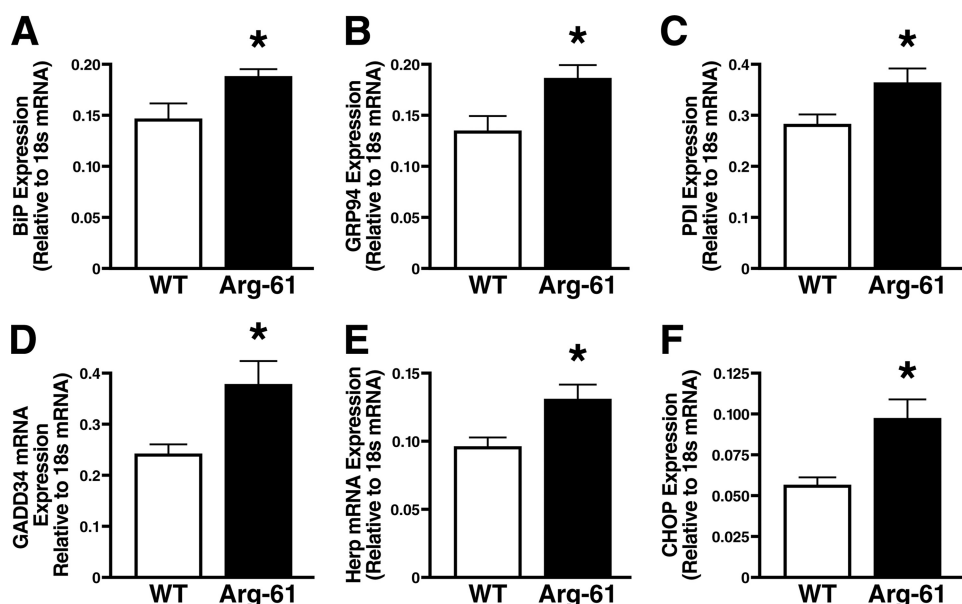 A
BiP Expression
(Relative to 18s mRNA)
0.20
0.15
0.10
0.05
0
*
WT Arg-61
B
GRP94 Expression
(Relative to 18s mRNA)
0.20
0.15
0.10
0.05
0
*
WT Arg-61
C
PDI Expression
(Relative to 18s mRNA)
0.4
0.3
0.2
0.1
0
*
WT Arg-61
D
GADD34 mRNA
Expression
Relative to 18s mRNA)
0.4
0.3
0.2
0.1
0
*
WT Arg-61
E
Herp mRNA Expression
(Relative to 18s mRNA)
0.15
0.10
0.05
0
*
WT Arg-61
F
CHOP Expression
(Relative to 18s mRNA)
0.125
0.100
0.075
0.050
0.025
0
*
WT Arg-61